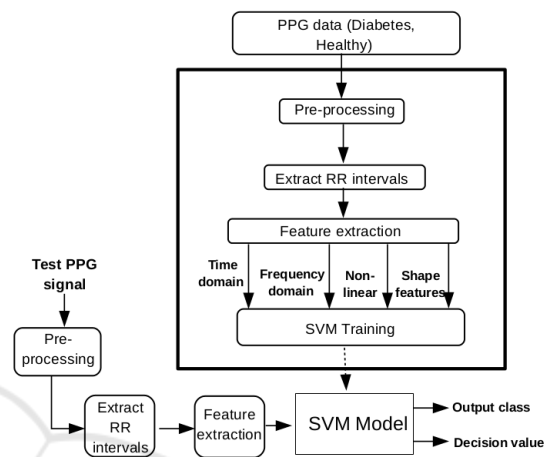 PPG data (Diabetes,
Healthy)
Pre-processing
Extract RR intervals
Feature extraction
Time
domain
Frequency
domain
Non-
linear
Shape
features
SVM Training
Test PPG
signal
Pre-
processing
Extract
RR
intervals
Feature
extraction
SVM Model
Output class
Decision value